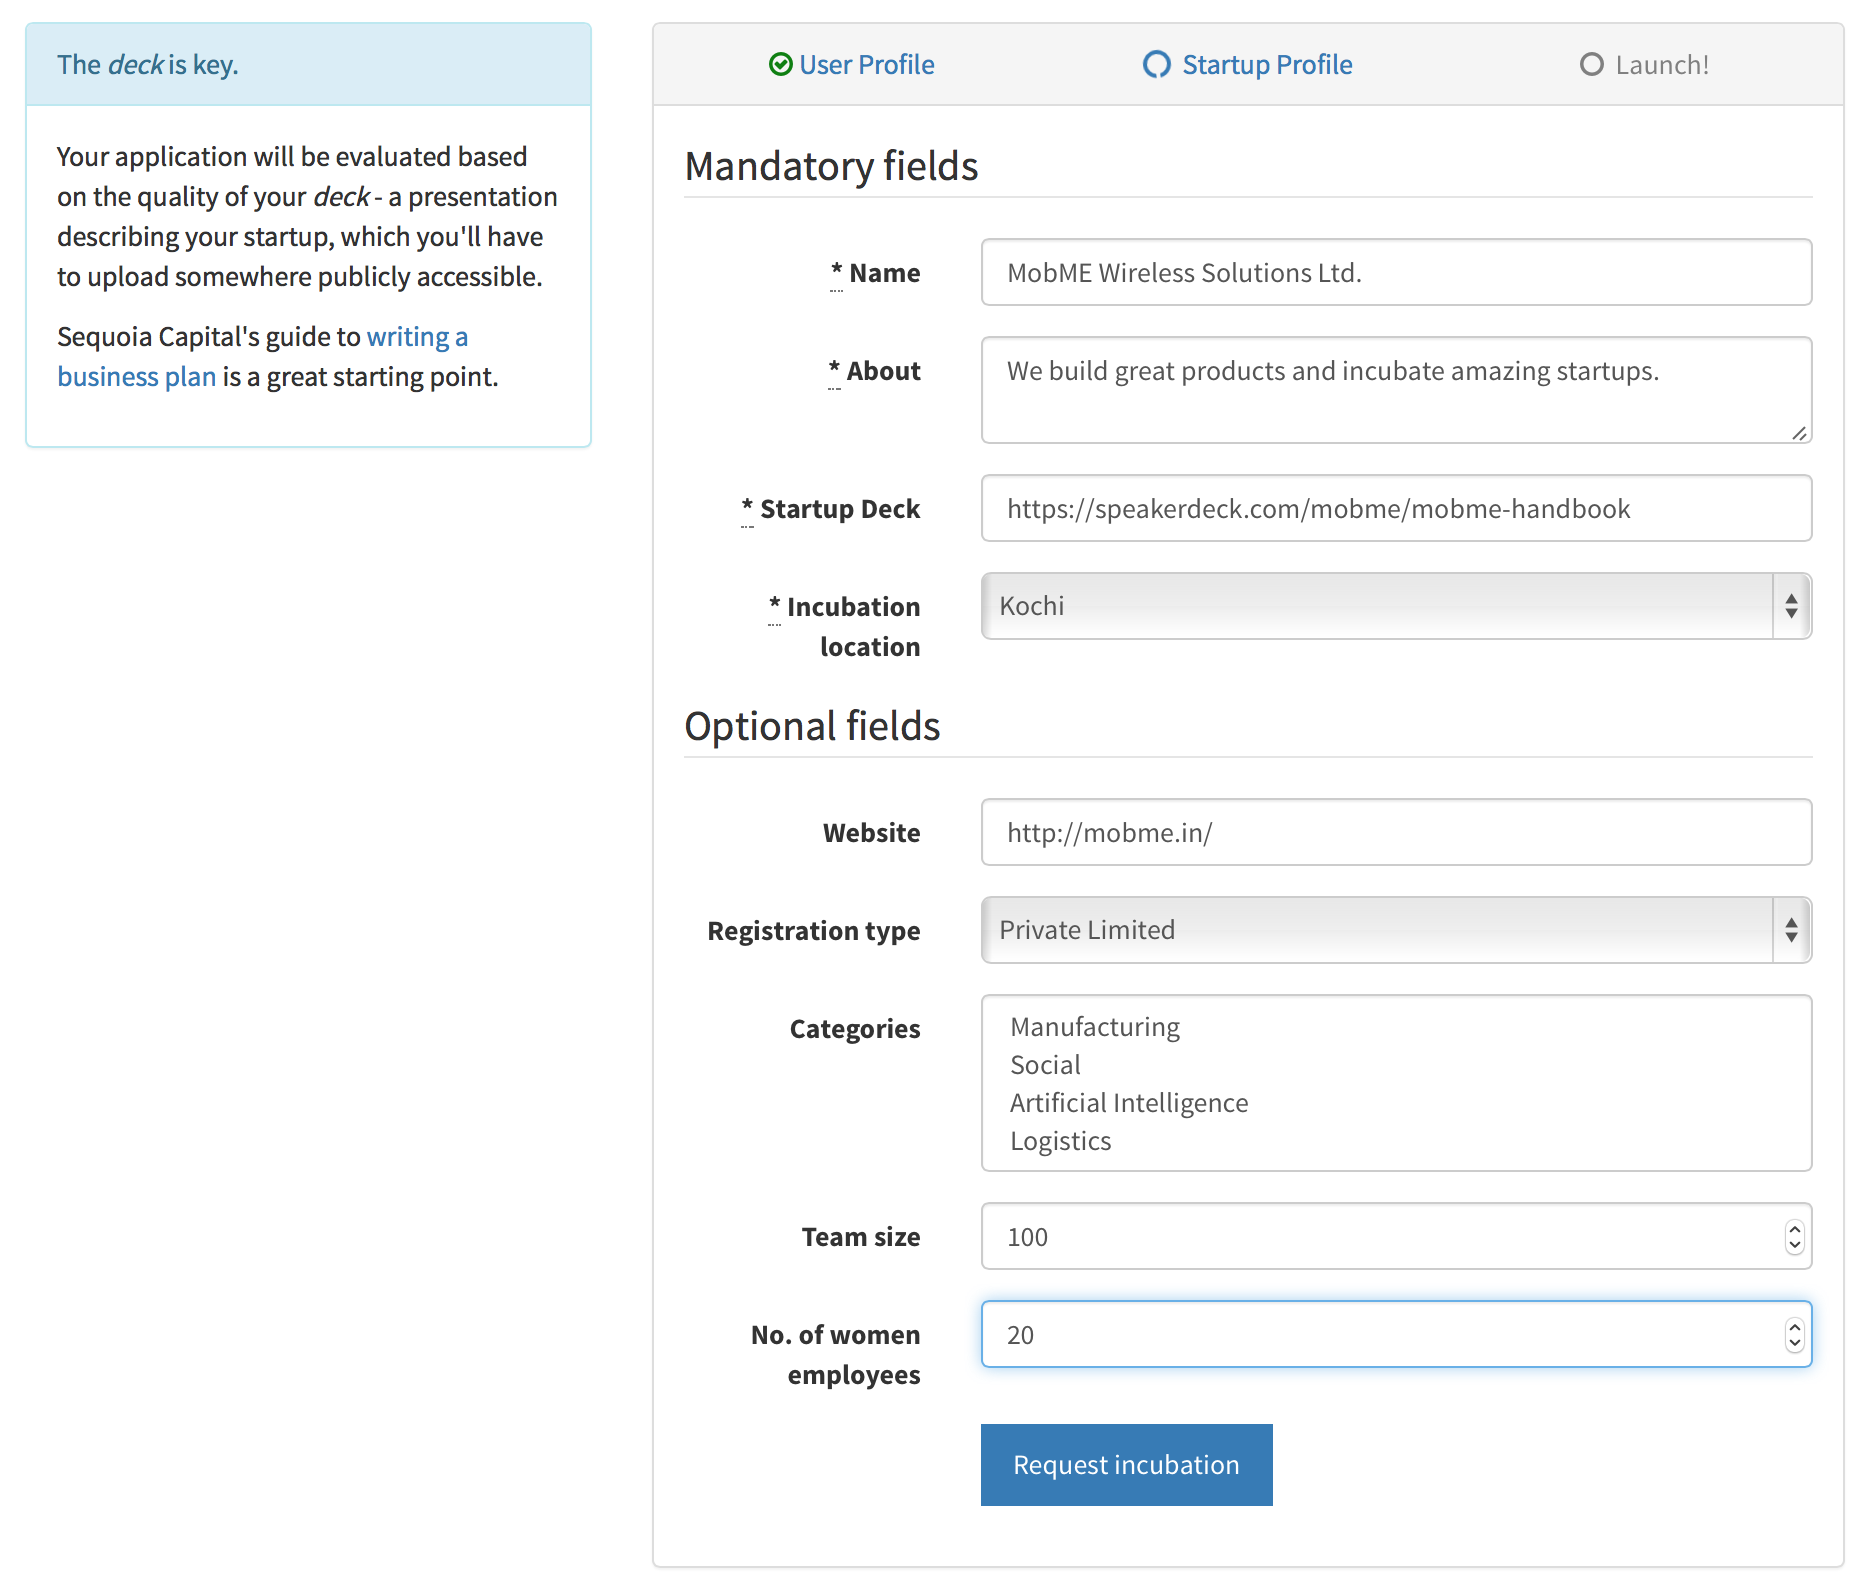 The deck is key.
Your application will be evaluated based
on the quality of your deck - a presentation
describing your startup, which you'll have
to upload somewhere publicly accessible.
Sequoia Capital's guide to writing a
business plan is a great starting point.
User Profile
Startup Profile
Launch!
Mandatory fields
* Name
MobME Wireless Solutions Ltd.
* About
We build great products and incubate amazing startups.
* Startup Deck
https://speakerdeck.com/mobme/mobme-handbook
* Incubation
location
Kochi
Optional fields
Website
http://mobme.in/
Registration type
Private Limited
Categories
Manufacturing
Social
Artificial Intelligence
Logistics
Team size
100
No. of women
employees
20
Request incubation